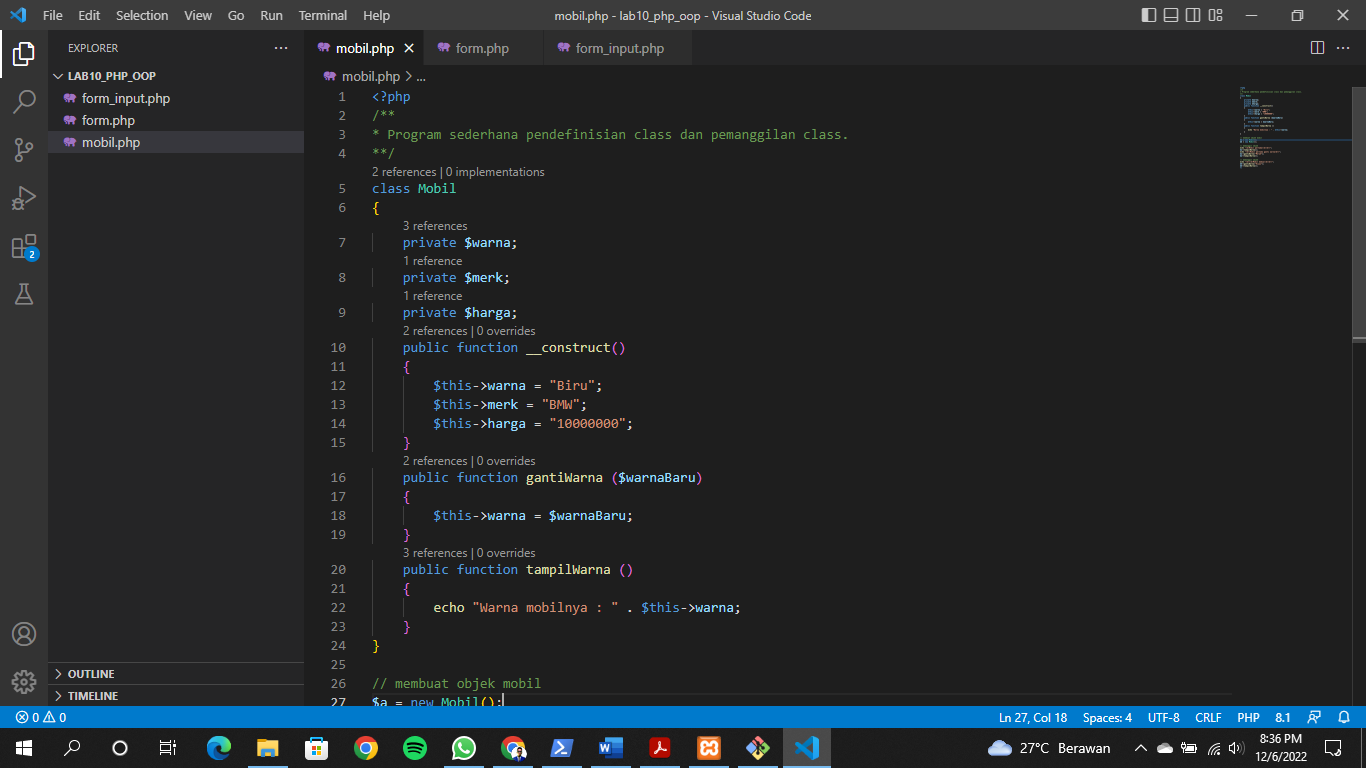 File Edit Selection View Go Run Terminal Help
mobil.php - lab10_php_oop - Visual Studio Code
EXPLORER
LAB10_PHP_OOP
form_input.php
form.php
mobil.php
OUTLINE
TIMELINE
mobil.php form.php form_input.php
mobil.php > ...
1 <?php
2 /**
3 * Program sederhana pendefinisian class dan pemanggilan class.
4 **/
2 references | 0 implementations
5 class Mobil
6 {
3 references
7 private $warna;
1 reference
8 private $merk;
1 reference
9 private $harga;
2 references | 0 overrides
10 public function __construct()
11 {
12 $this->warna = "Biru";
13 $this->merk = "BMW";
14 $this->harga = "10000000";
15 }
2 references | 0 overrides
16 public function gantiWarna ($warnaBaru)
17 {
18 $this->warna = $warnaBaru;
19 }
3 references | 0 overrides
20 public function tampilWarna ()
21 {
22 echo "Warna mobilnya : " . $this->warna;
23 }
24 }
25
26 // membuat objek mobil
27 $a = new Mobil();
0 0 Ln 27, Col 18 Spaces: 4 UTF-8 CRLF PHP 8.1
2
27°C Berawan
8:36 PM
12/6/2022